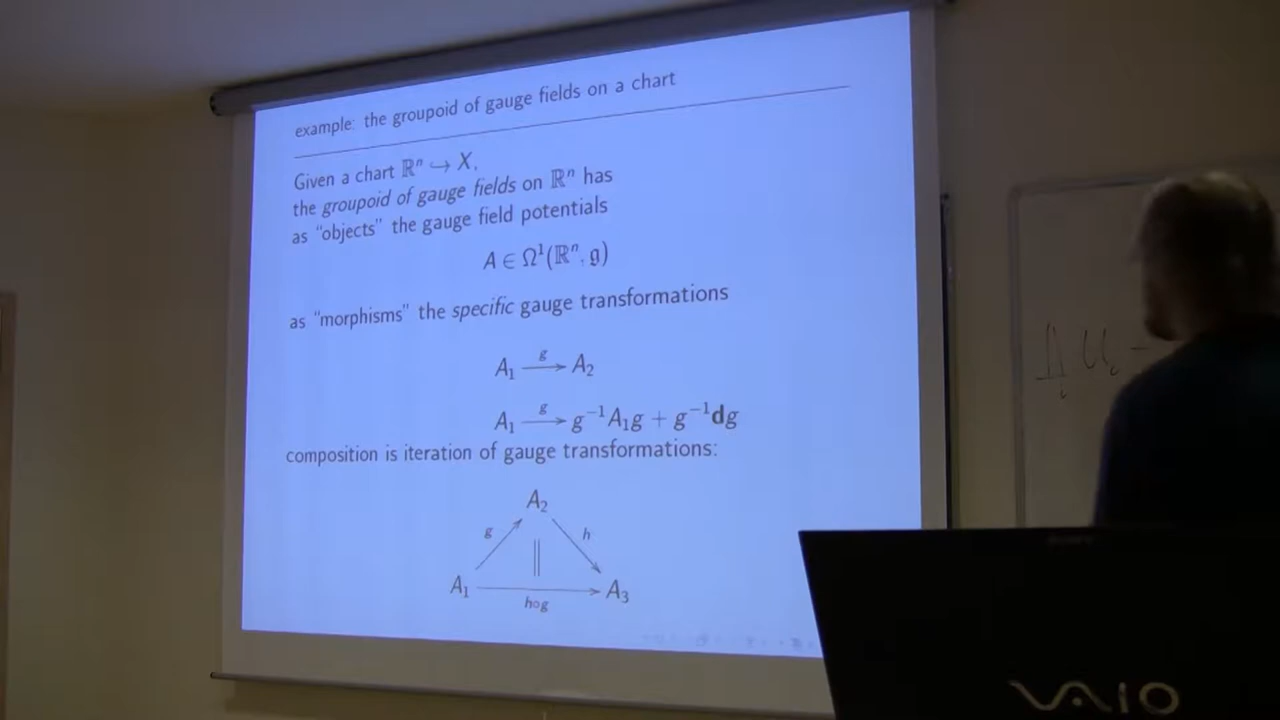 example: the groupoid of gauge fields on a chart
Given a chart ℝⁿ ↪ X,
the groupoid of gauge fields on ℝⁿ has
as "objects" the gauge field potentials
A ∈ Ω¹(ℝⁿ, 𝔤)
as "morphisms" the specific gauge transformations
g
A₁ ⟶ A₂
g
A₁ ⟶ g⁻¹A₁g + g⁻¹dg
composition is iteration of gauge transformations:
A₂
g h
A₁ A₃
h∘g
VAIO